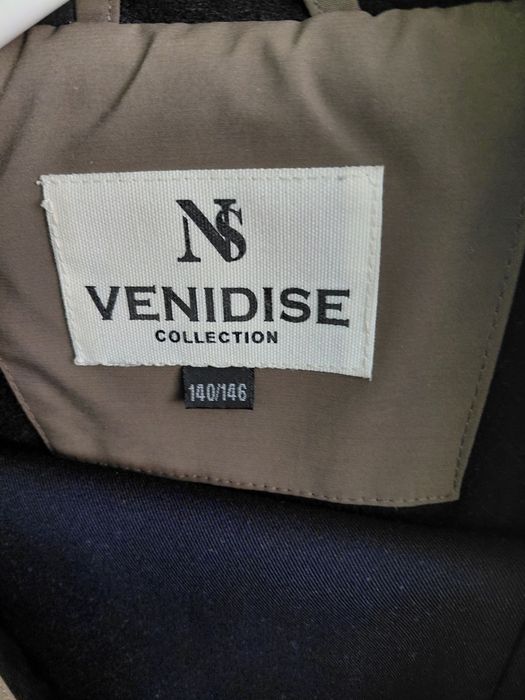 NS
VENIDISE
COLLECTION
140/146